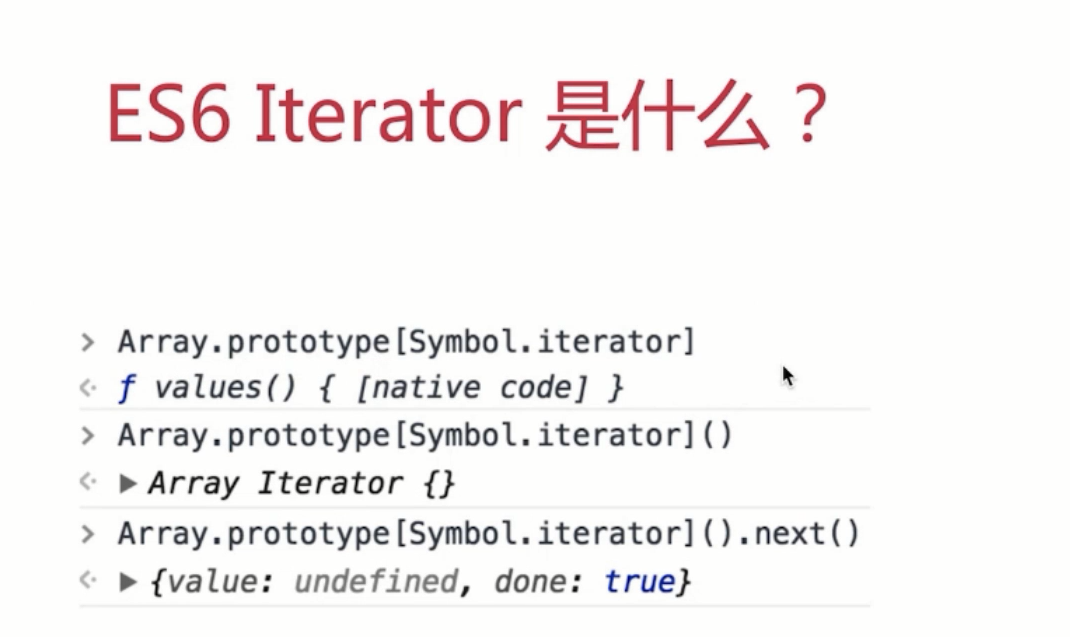 ES6 Iterator 是什么？
> Array.prototype[Symbol.iterator]
<· ƒ values() { [native code] }
> Array.prototype[Symbol.iterator]()
<· ▶ Array Iterator {}
> Array.prototype[Symbol.iterator]().next()
<· ▶ {value: undefined, done: true}